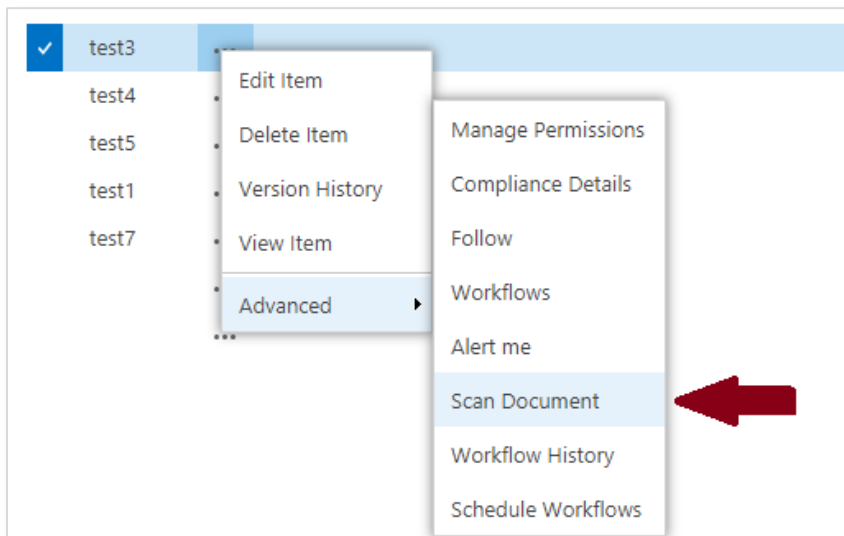 test3
test4
test5
test1
test7
Edit Item
Delete Item
Version History
View Item
Advanced
Manage Permissions
Compliance Details
Follow
Workflows
Alert me
Scan Document
Workflow History
Schedule Workflows